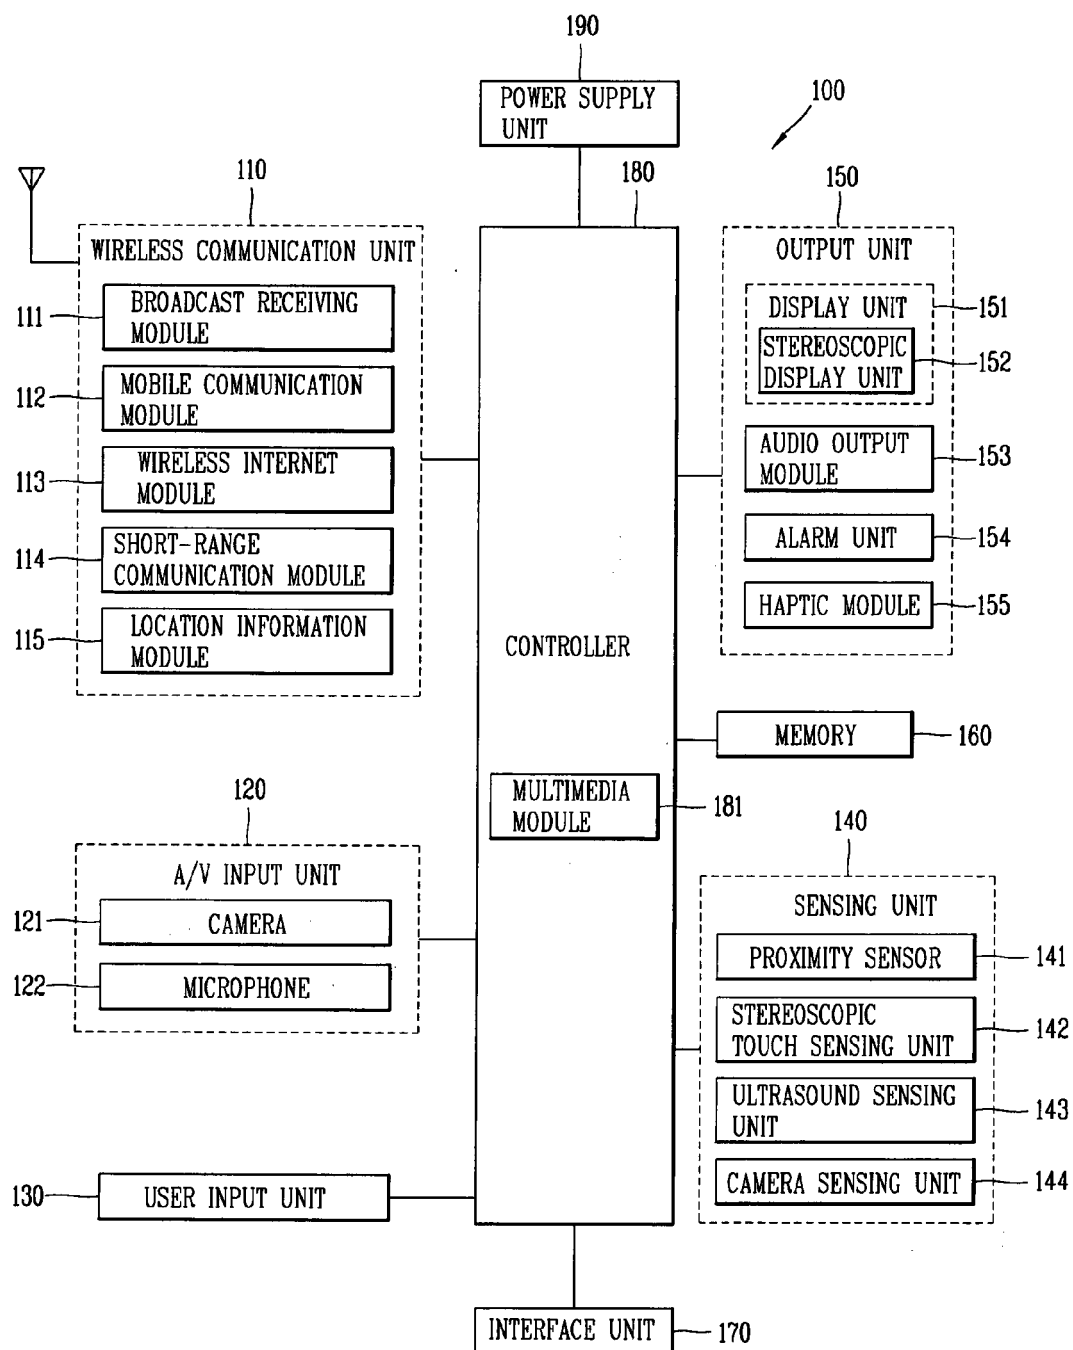 190
POWER SUPPLY
UNIT
100
110
180
150
WIRELESS COMMUNICATION UNIT
111
BROADCAST RECEIVING
MODULE
112
MOBILE COMMUNICATION
MODULE
113
WIRELESS INTERNET
MODULE
114
SHORT-RANGE
COMMUNICATION MODULE
115
LOCATION INFORMATION
MODULE
OUTPUT UNIT
DISPLAY UNIT
151
STEREOSCOPIC
DISPLAY UNIT
152
AUDIO OUTPUT
MODULE
153
ALARM UNIT
154
HAPTIC MODULE
155
CONTROLLER
MEMORY
160
MULTIMEDIA
MODULE
181
120
A/V INPUT UNIT
121
CAMERA
122
MICROPHONE
140
SENSING UNIT
PROXIMITY SENSOR
141
STEREOSCOPIC
TOUCH SENSING UNIT
142
ULTRASOUND SENSING
UNIT
143
CAMERA SENSING UNIT
144
130
USER INPUT UNIT
INTERFACE UNIT
170